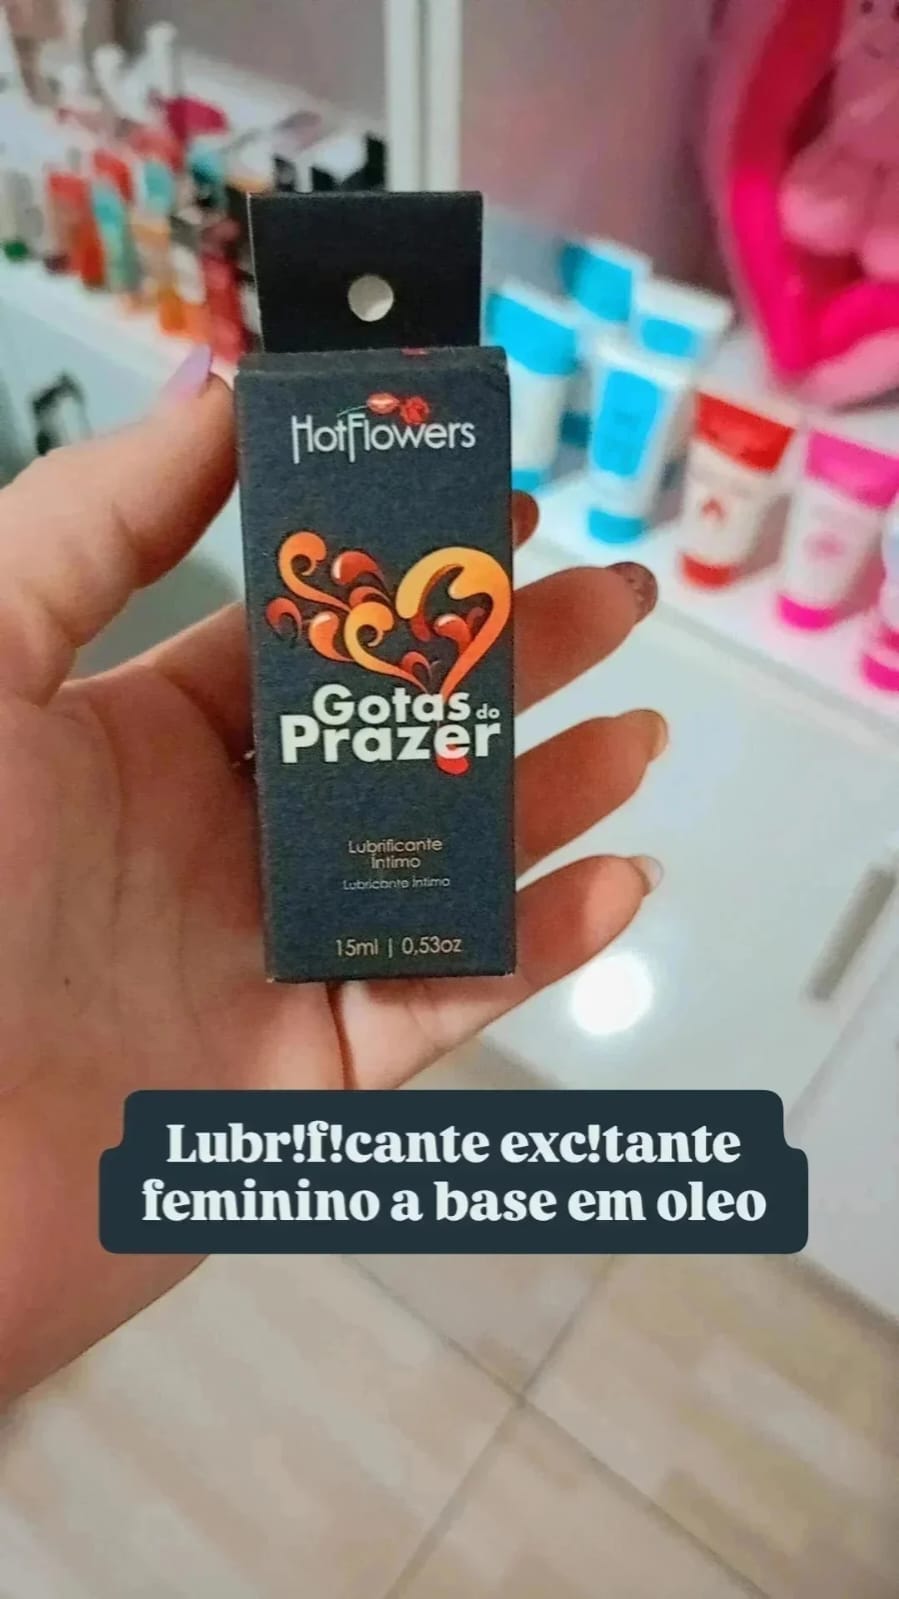 HotFlowers
Gotas do
Prazer
Lubrificante
Íntimo
Lubricante Íntimo
15ml | 0,53oz
Lubr!f!cante exc!tante
feminino a base em oleo